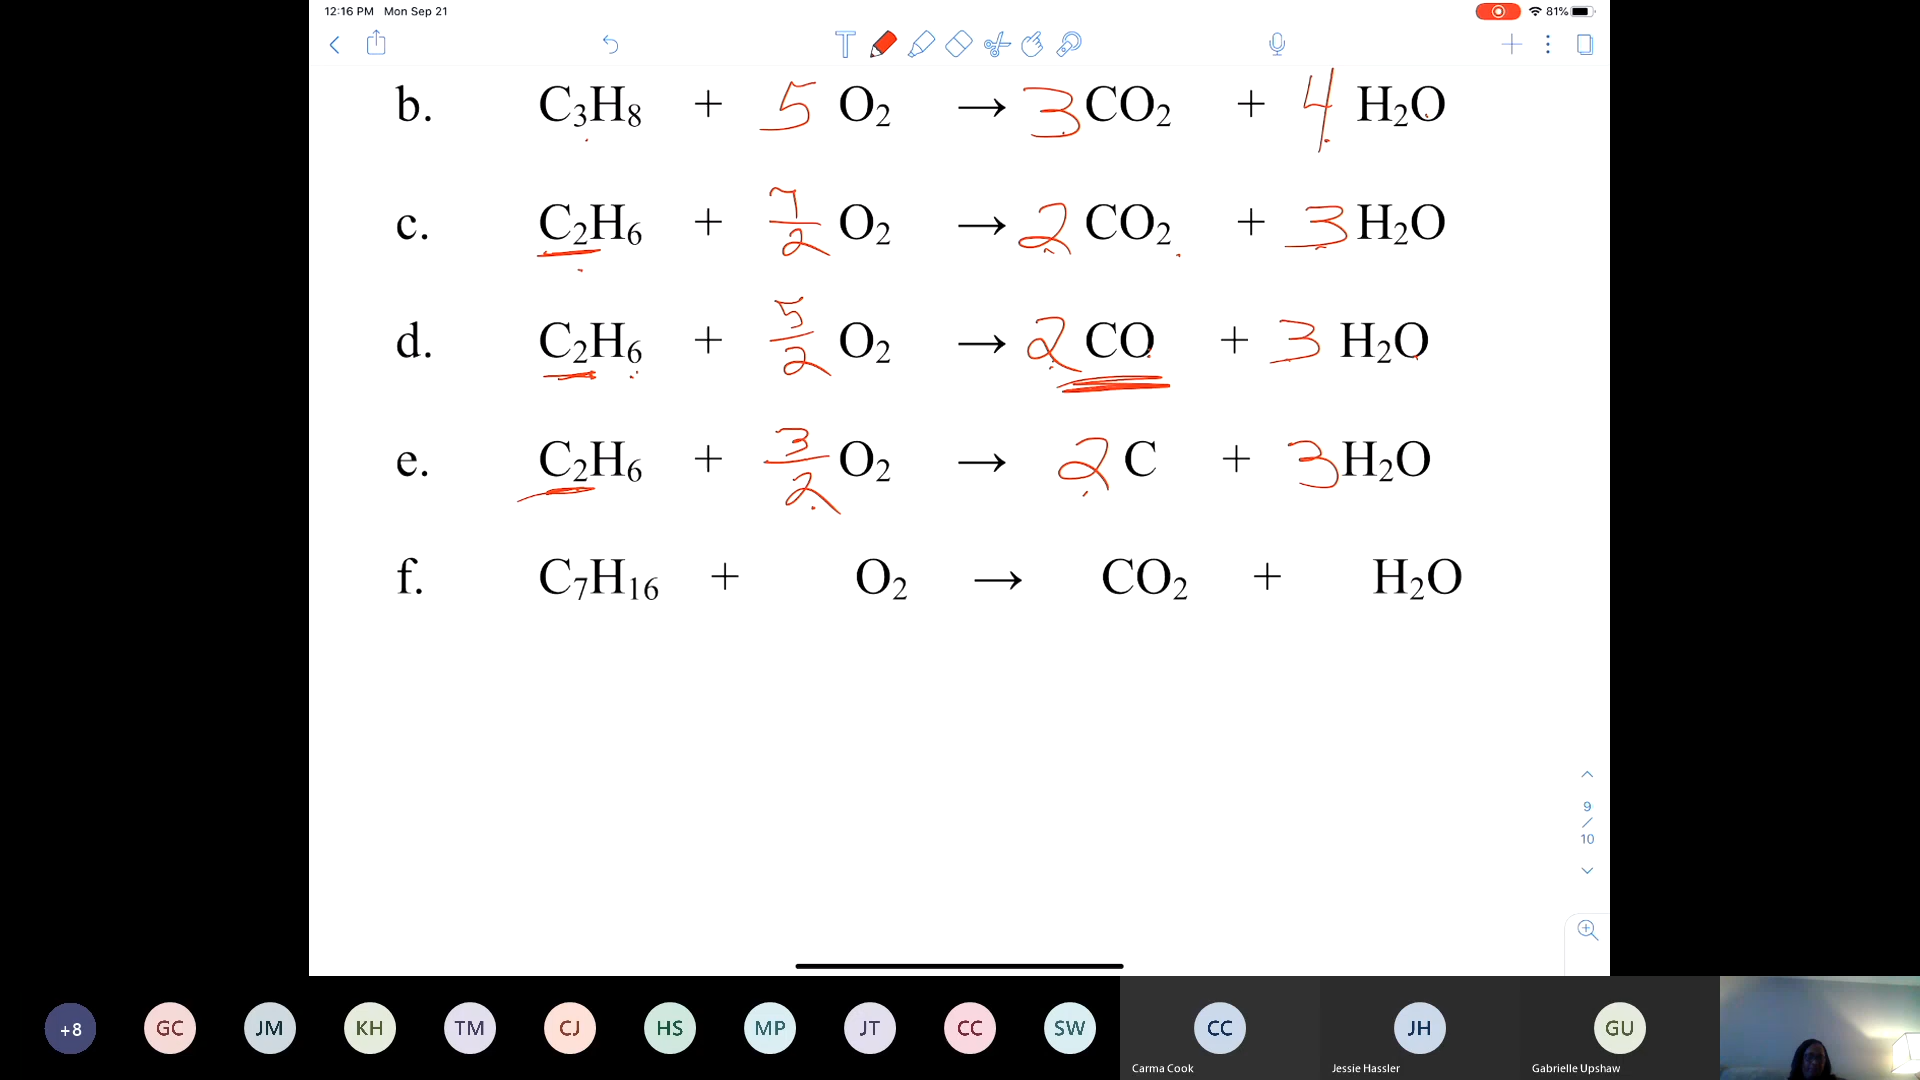 12:16 PM Mon Sep 21 81%
T
b. C₃H₈ + 5 O₂ → 3 CO₂ + 4 H₂O
c. C₂H₆ + 7/2 O₂ → 2 CO₂ + 3 H₂O
d. C₂H₆ + 5/2 O₂ → 2 CO + 3 H₂O
e. C₂H₆ + 3/2 O₂ → 2 C + 3 H₂O
f. C₇H₁₆ + O₂ → CO₂ + H₂O
9
/
10
+8 GC JM KH TM CJ HS MP JT CC SW CC JH GU
Carma Cook Jessie Hassler Gabrielle Upshaw